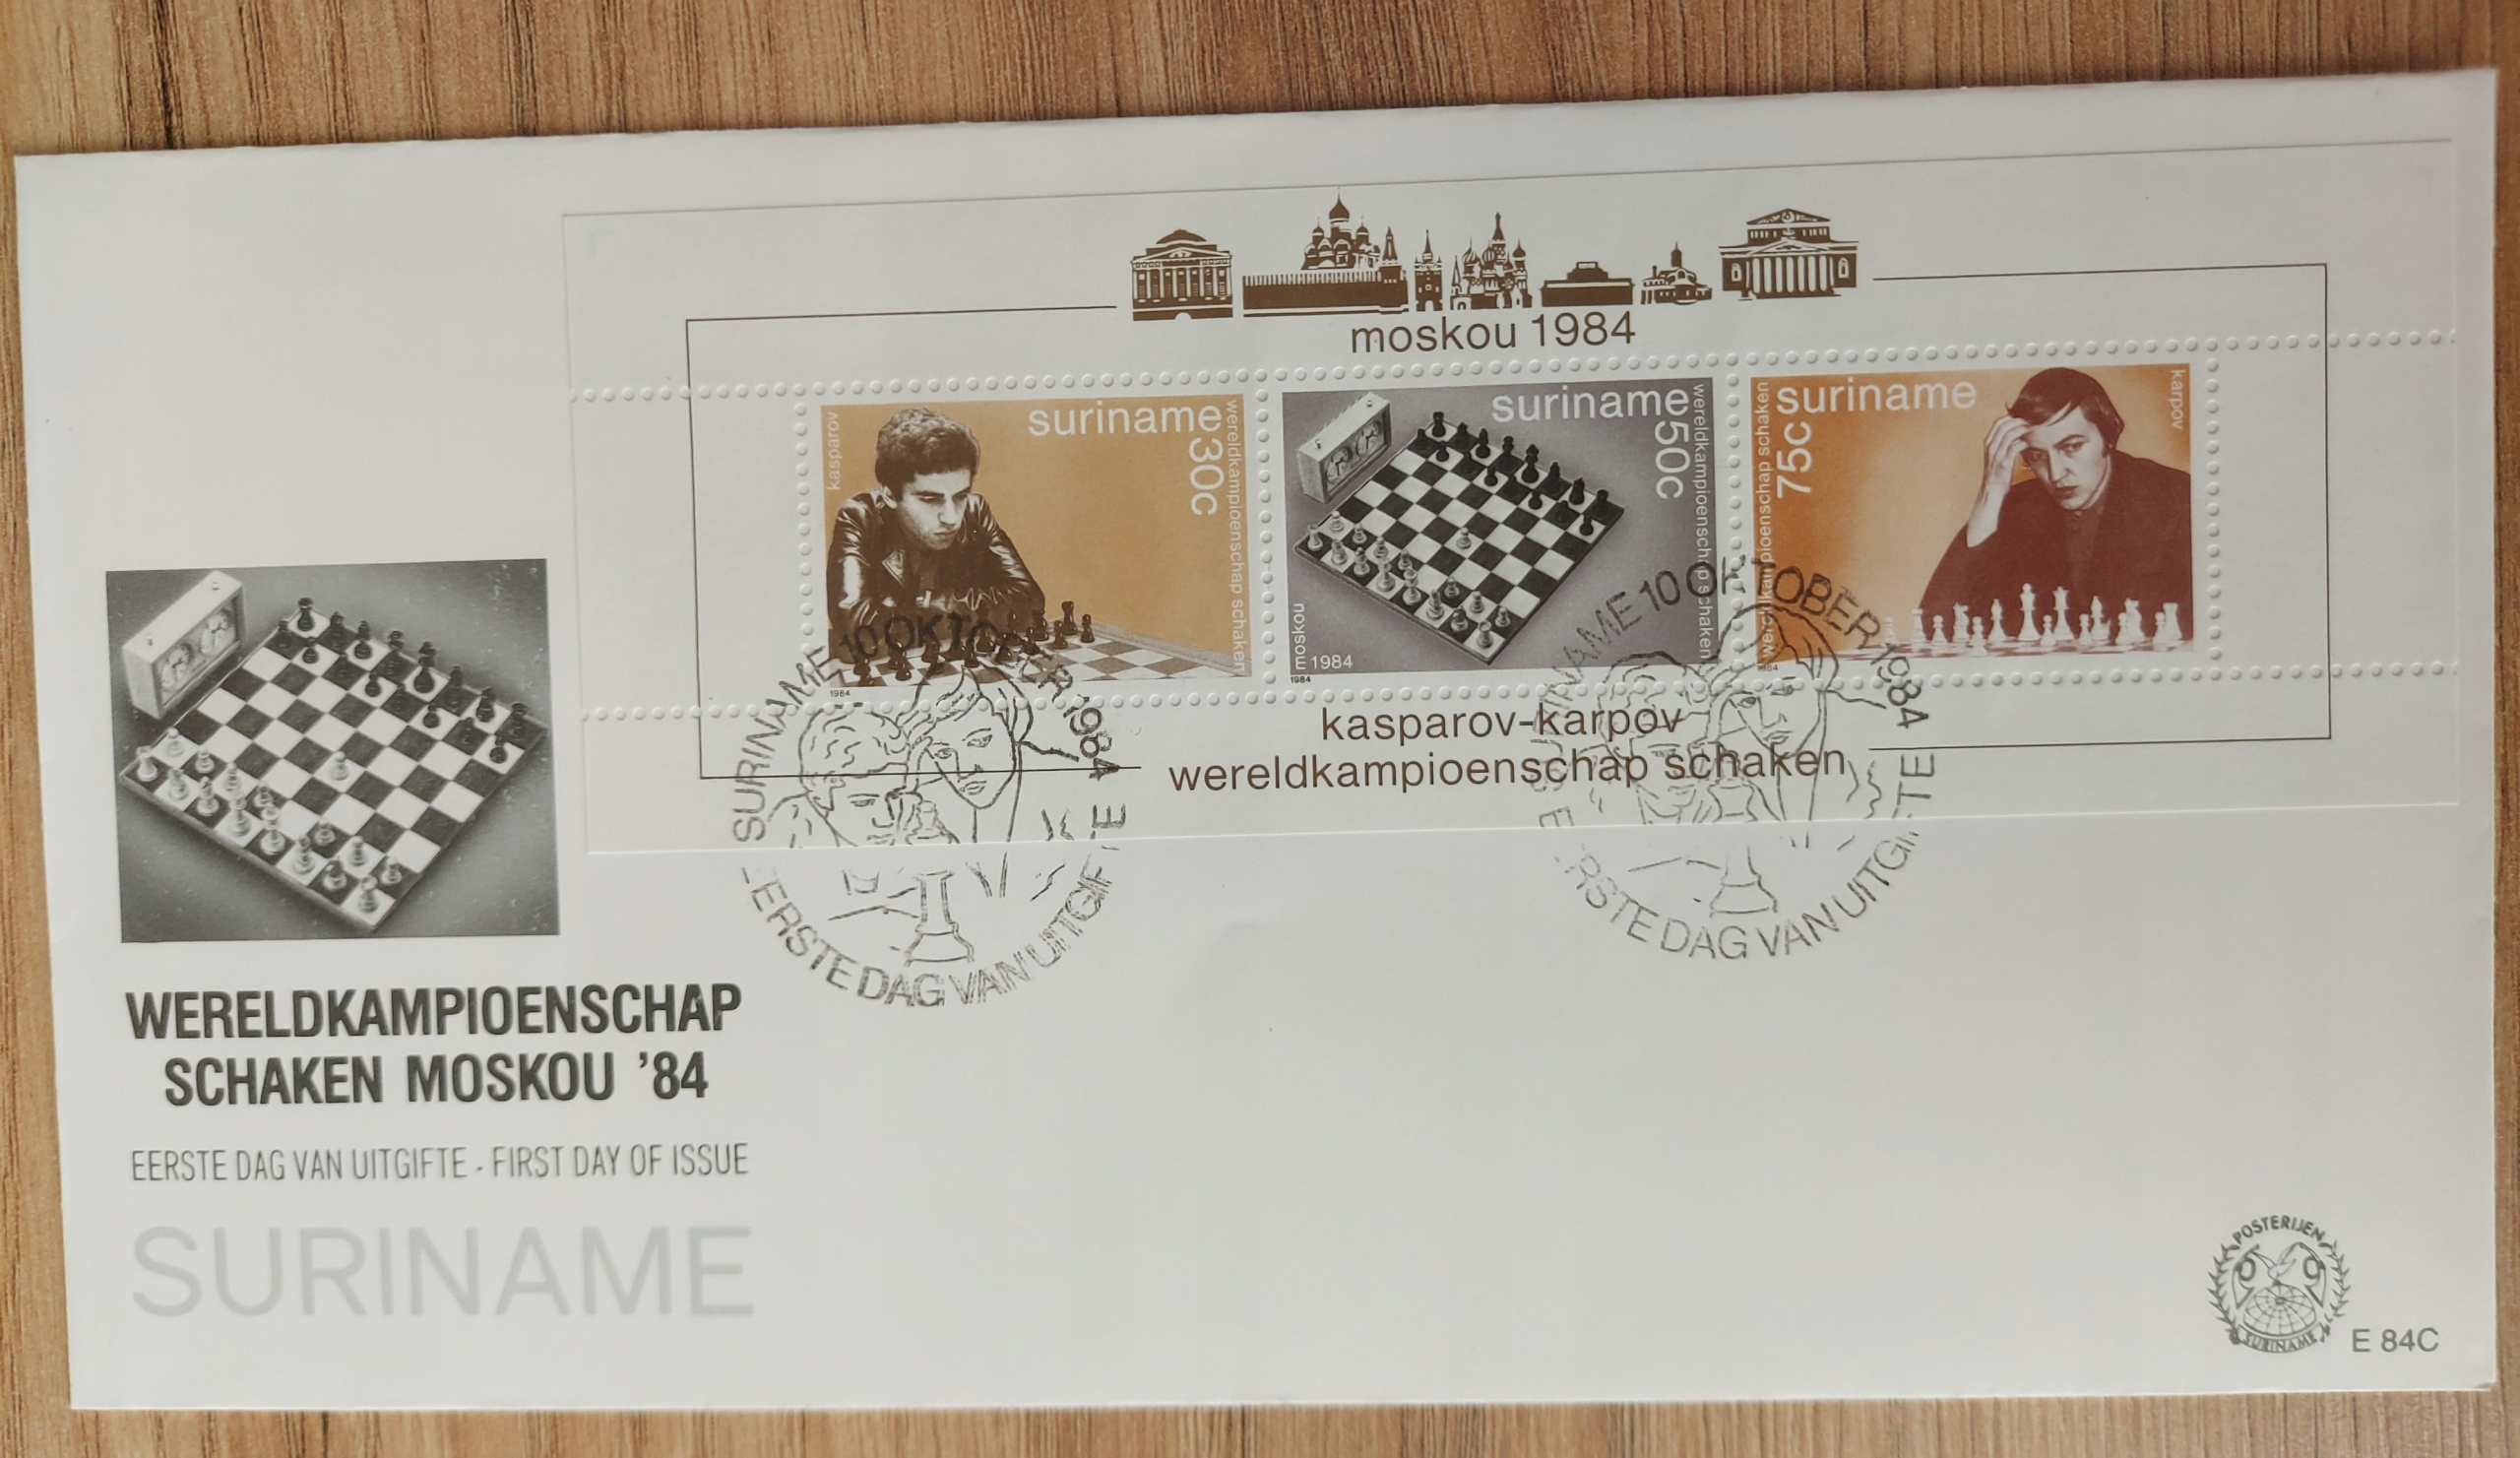 moskou 1984
kasparov
suriname
30c
wereldkampioenschap schaken
1984
suriname
50c
wereldkampioenschap schaken
moskou
1984
1984
suriname
75c
wereldkampioenschap schaken
karpov
1984
kasparov-karpov
wereldkampioenschap schaken
SURINAME 10 OKTOBER 1984
EERSTE DAG VAN UITGIFTE
SURINAME 10 OKTOBER 1984
EERSTE DAG VAN UITGIFTE
WERELDKAMPIOENSCHAP
SCHAKEN MOSKOU '84
EERSTE DAG VAN UITGIFTE - FIRST DAY OF ISSUE
SURINAME
POSTERIJEN
SURINAME
E 84C